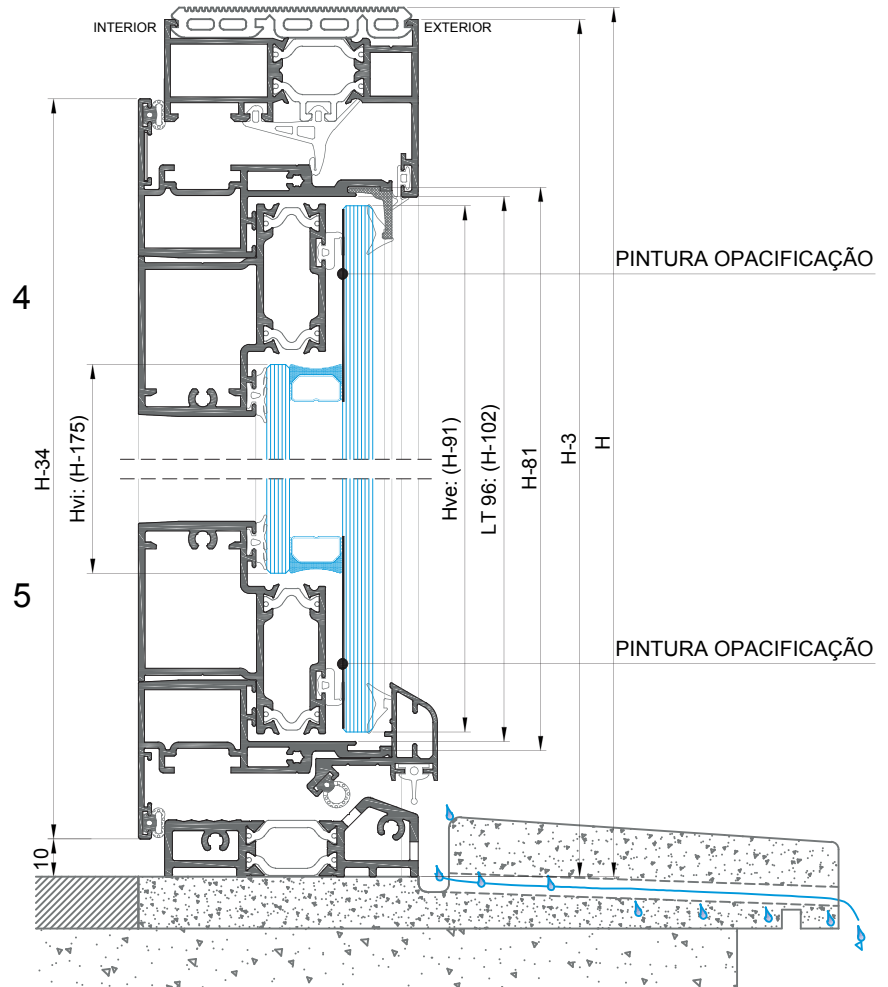 INTERIOR
EXTERIOR
PINTURA OPACIFICAÇÃO
4
H-34
Hvi: (H-175)
Hve: (H-91)
LT 96: (H-102)
H-81
H-3
H
5
PINTURA OPACIFICAÇÃO
10